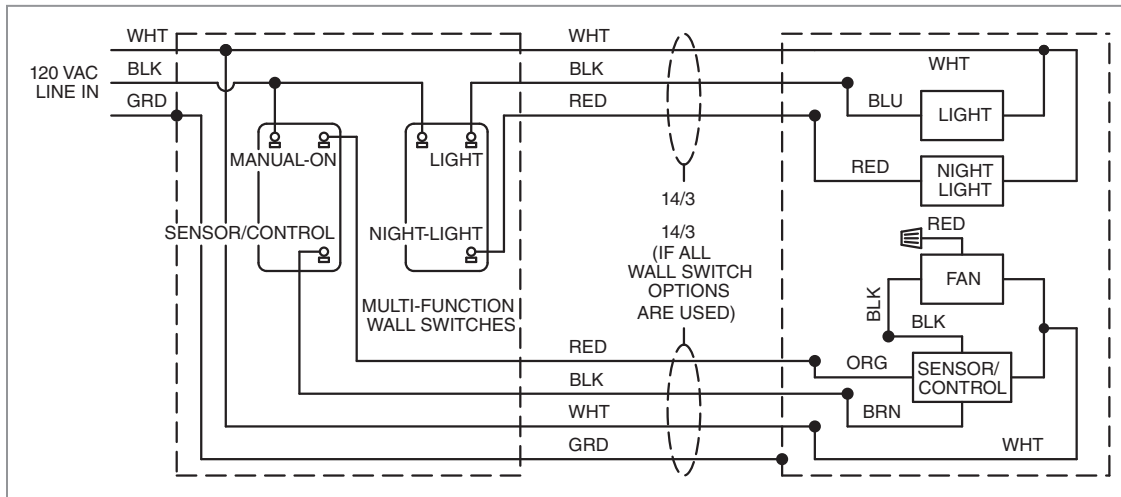 WHT
WHT
WHT
120 VAC
LINE IN
BLK
BLK
GRD
RED
BLU
LIGHT
MANUAL-ON
LIGHT
RED
NIGHT
LIGHT
14/3
SENSOR/CONTROL
NIGHT-LIGHT
14/3
(IF ALL
WALL SWITCH
OPTIONS
ARE USED)
RED
FAN
BLK
BLK
MULTI-FUNCTION
WALL SWITCHES
RED
ORG
SENSOR/
CONTROL
BLK
BRN
WHT
GRD
WHT